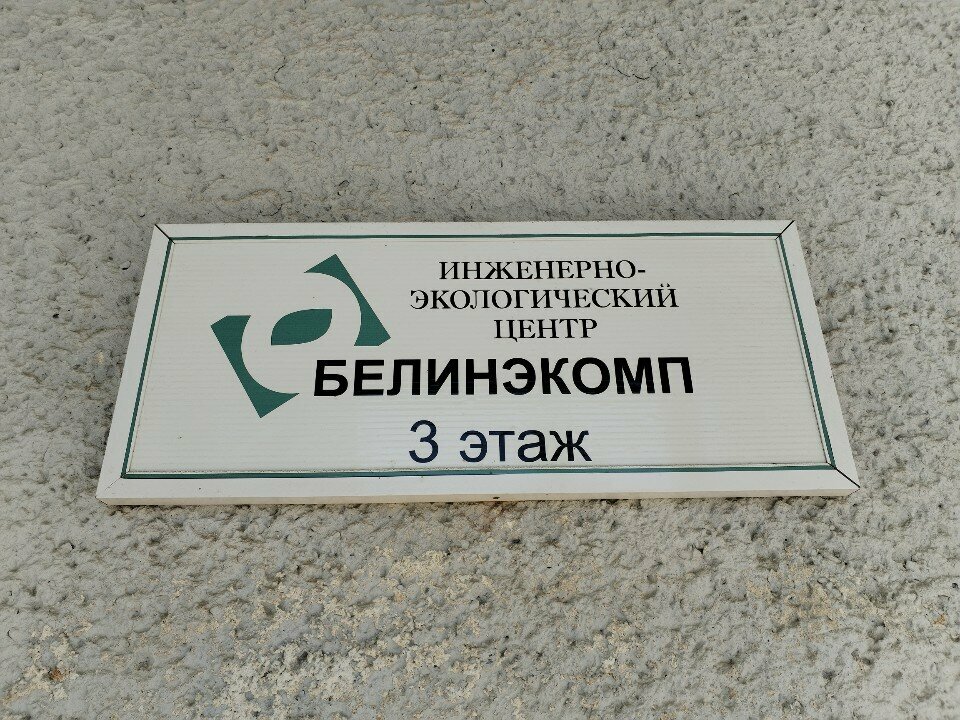 ИНЖЕНЕРНО-
ЭКОЛОГИЧЕСКИЙ
ЦЕНТР
БЕЛИНЭКОМП
3 этаж